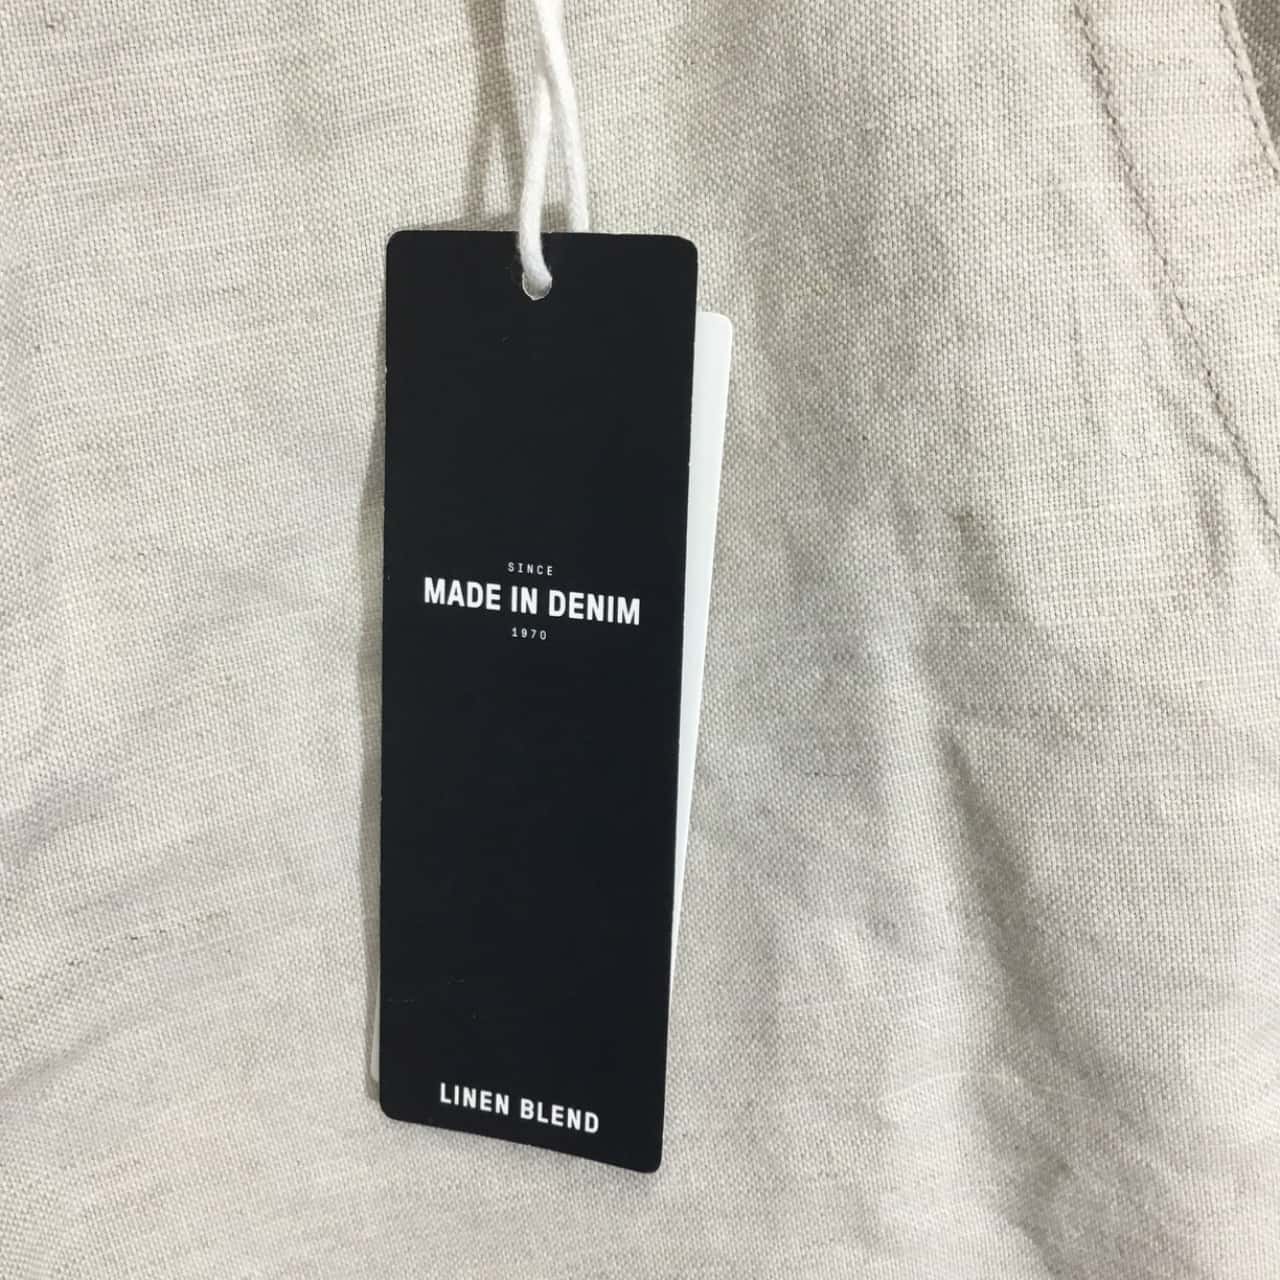 SINCE
MADE IN DENIM
1970
LINEN BLEND